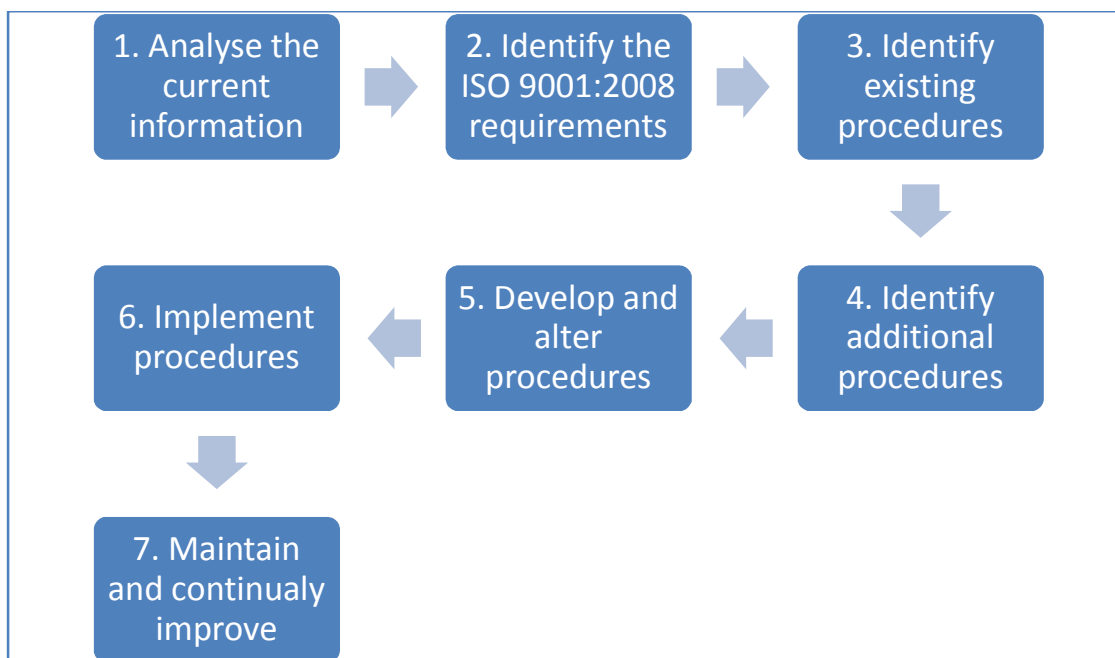 1. Analyse the
current
information
2. Identify the
ISO 9001:2008
requirements
3. Identify
existing
procedures
4. Identify
additional
procedures
5. Develop and
alter
procedures
6. Implement
procedures
7. Maintain
and continualy
improve